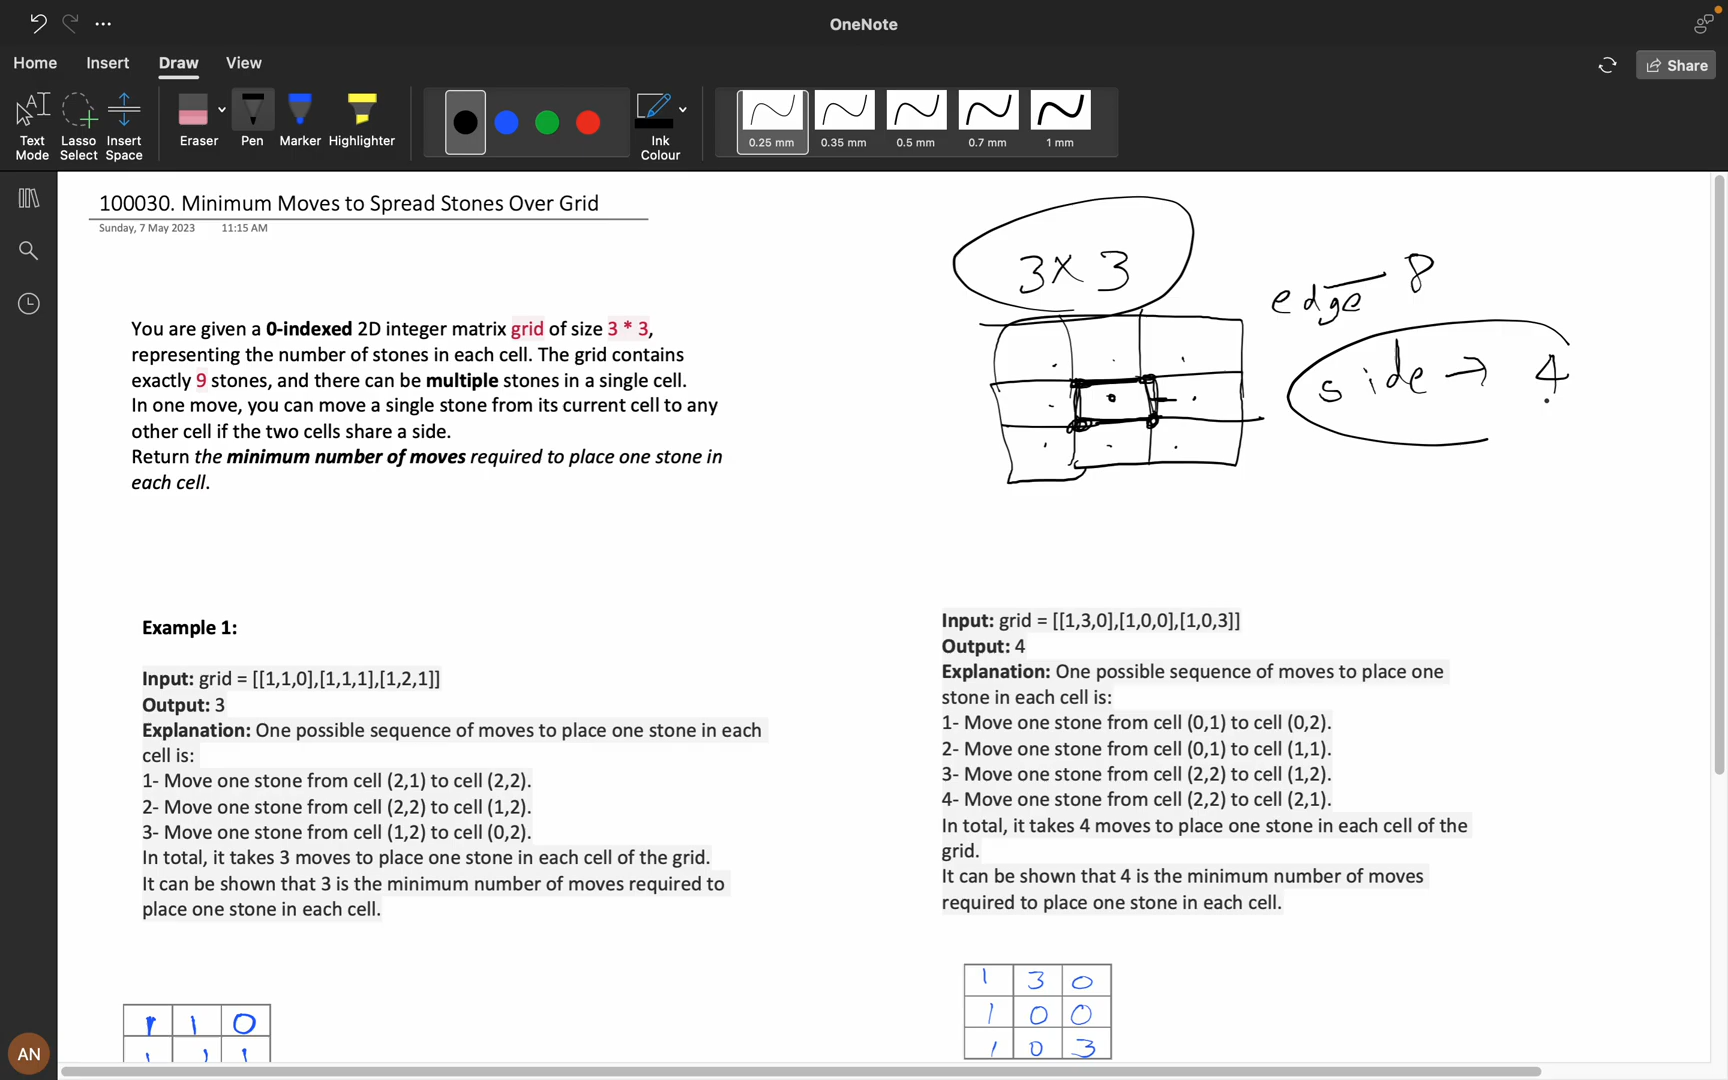 OneNote
Home
Insert
Draw
View
Share
Text Mode
Lasso Select
Insert Space
Eraser
Pen
Marker
Highlighter
Ink Colour
0.25 mm
0.35 mm
0.5 mm
0.7 mm
1 mm
100030. Minimum Moves to Spread Stones Over Grid
Sunday, 7 May 2023
11:15 AM
3 x 3
edge 8
side → 4
You are given a 0-indexed 2D integer matrix grid of size 3 * 3,
representing the number of stones in each cell. The grid contains
exactly 9 stones, and there can be multiple stones in a single cell.
In one move, you can move a single stone from its current cell to any
other cell if the two cells share a side.
Return the minimum number of moves required to place one stone in
each cell.
Example 1:
Input: grid = [[1,1,0],[1,1,1],[1,2,1]]
Output: 3
Explanation: One possible sequence of moves to place one stone in each
cell is:
1- Move one stone from cell (2,1) to cell (2,2).
2- Move one stone from cell (2,2) to cell (1,2).
3- Move one stone from cell (1,2) to cell (0,2).
In total, it takes 3 moves to place one stone in each cell of the grid.
It can be shown that 3 is the minimum number of moves required to
place one stone in each cell.
1 1 0
1 1 1
Input: grid = [[1,3,0],[1,0,0],[1,0,3]]
Output: 4
Explanation: One possible sequence of moves to place one
stone in each cell is:
1- Move one stone from cell (0,1) to cell (0,2).
2- Move one stone from cell (0,1) to cell (1,1).
3- Move one stone from cell (2,2) to cell (1,2).
4- Move one stone from cell (2,2) to cell (2,1).
In total, it takes 4 moves to place one stone in each cell of the
grid.
It can be shown that 4 is the minimum number of moves
required to place one stone in each cell.
1 3 0
1 0 0
1 0 3
AN